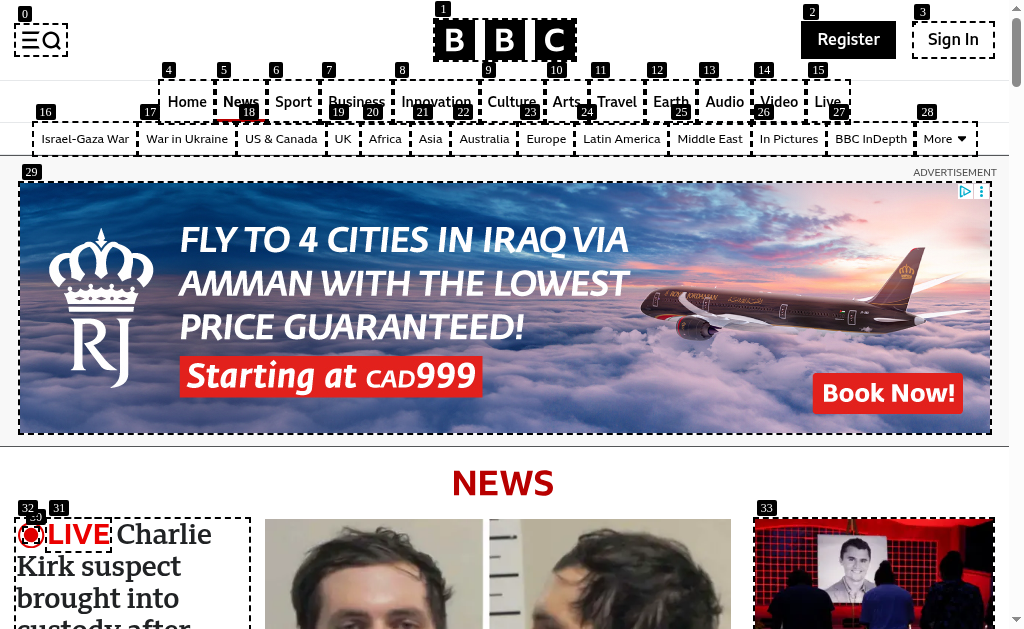 BBC
Register
Sign In
Home
News
Sport
Business
Innovation
Culture
Arts
Travel
Earth
Audio
Video
Live
Israel-Gaza War
War in Ukraine
US & Canada
UK
Africa
Asia
Australia
Europe
Latin America
Middle East
In Pictures
BBC InDepth
More
0
1
2
3
4
5
6
7
8
9
10
11
12
13
14
15
16
17
18
19
20
21
22
23
24
25
26
27
28
29
ADVERTISEMENT
FLY TO 4 CITIES IN IRAQ VIA
AMMAN WITH THE LOWEST
PRICE GUARANTEED!
Starting at CAD999
RJ
ROYAL JORDANIAN
Book Now!
NEWS
32
30
31
33
LIVE Charlie
Kirk suspect
brought into
custody after